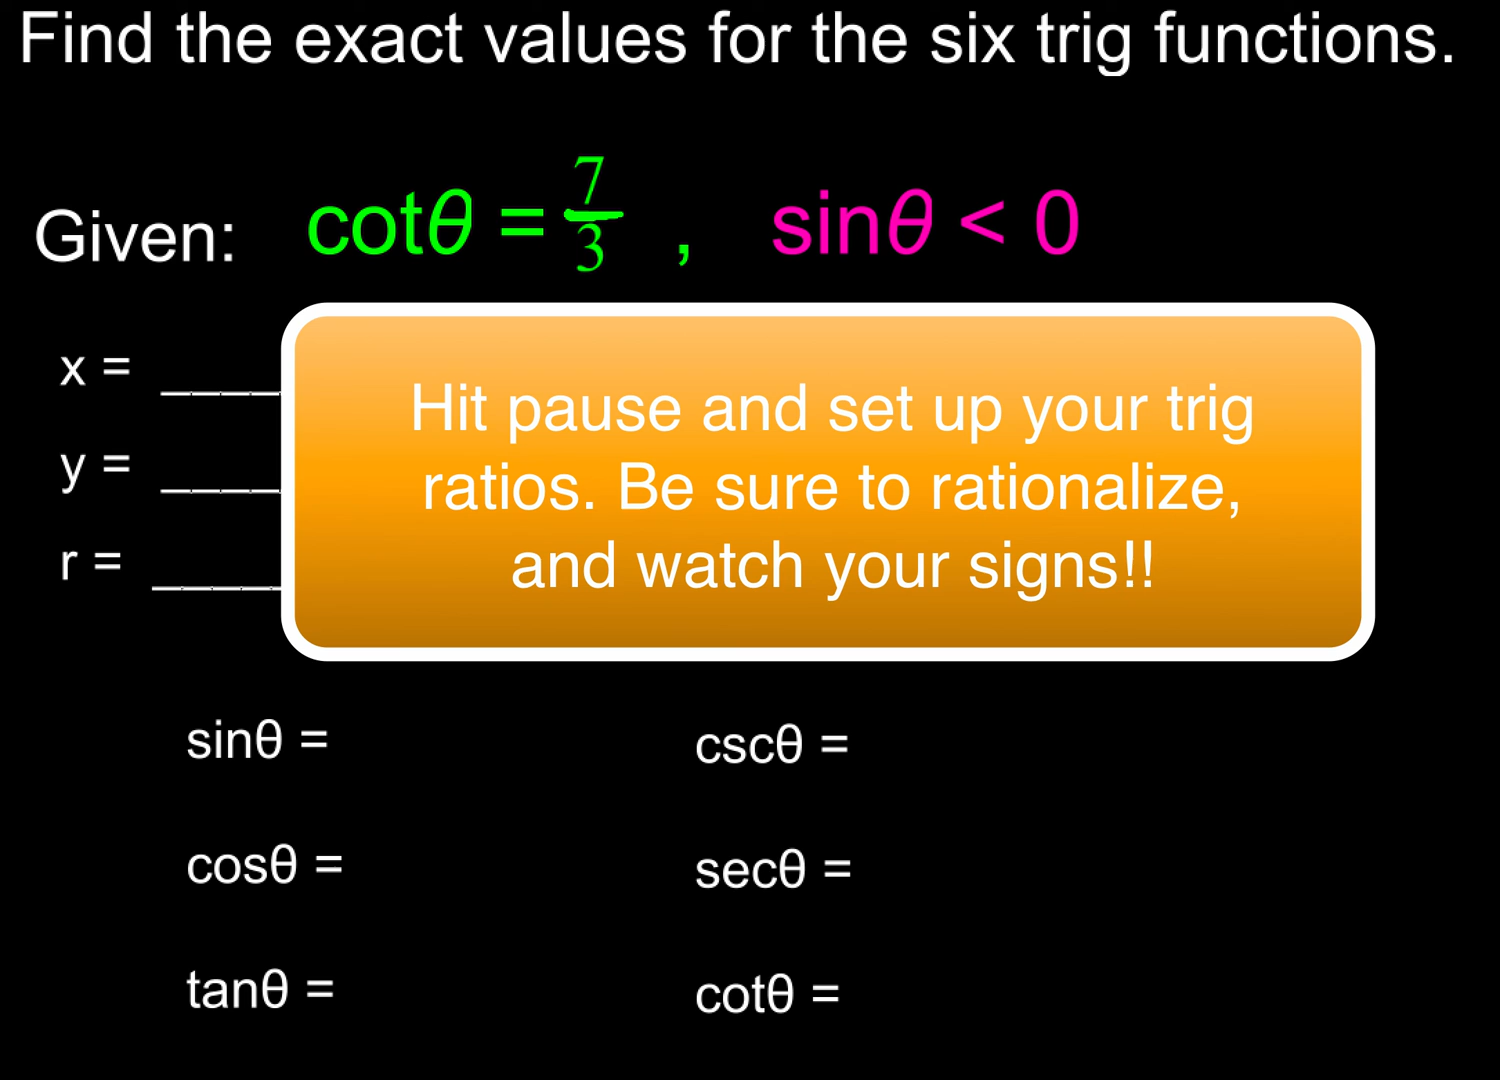 Find the exact values for the six trig functions.
Given: cotθ = 7/3 , sinθ < 0
x = ____
y = ____
r = ____
Hit pause and set up your trig
ratios. Be sure to rationalize,
and watch your signs!!
sinθ = cscθ =
cosθ = secθ =
tanθ = cotθ =